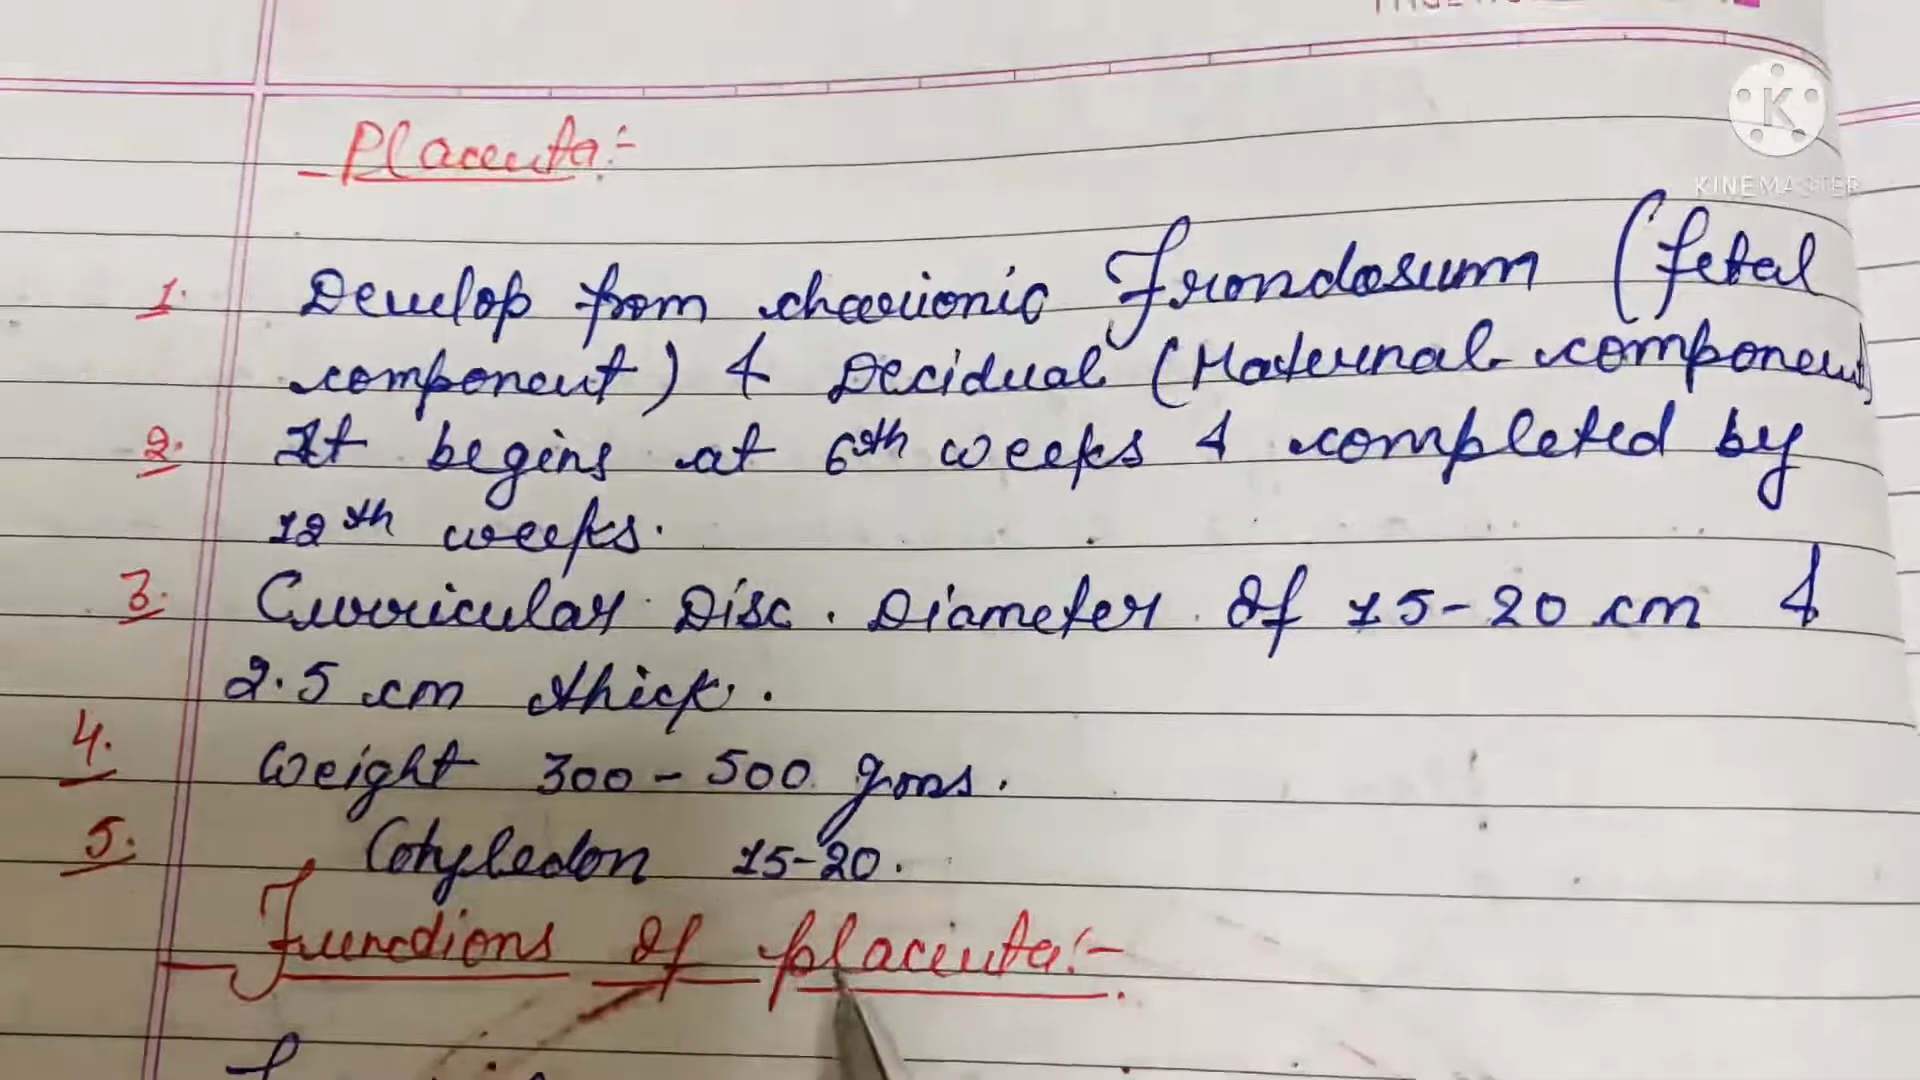 Placenta:-
1. Develop from chorionic Frondosum (fetal
component) & Decidual (Maternal component)
2. It begins at 6th weeks & completed by
12th weeks.
3. Curricular Disc. Diameter of 15-20 cm &
2.5 cm thick.
4. Weight 300-500 gms.
5. Cotyledon 15-20.
Functions of placenta:-
KINEMASTER